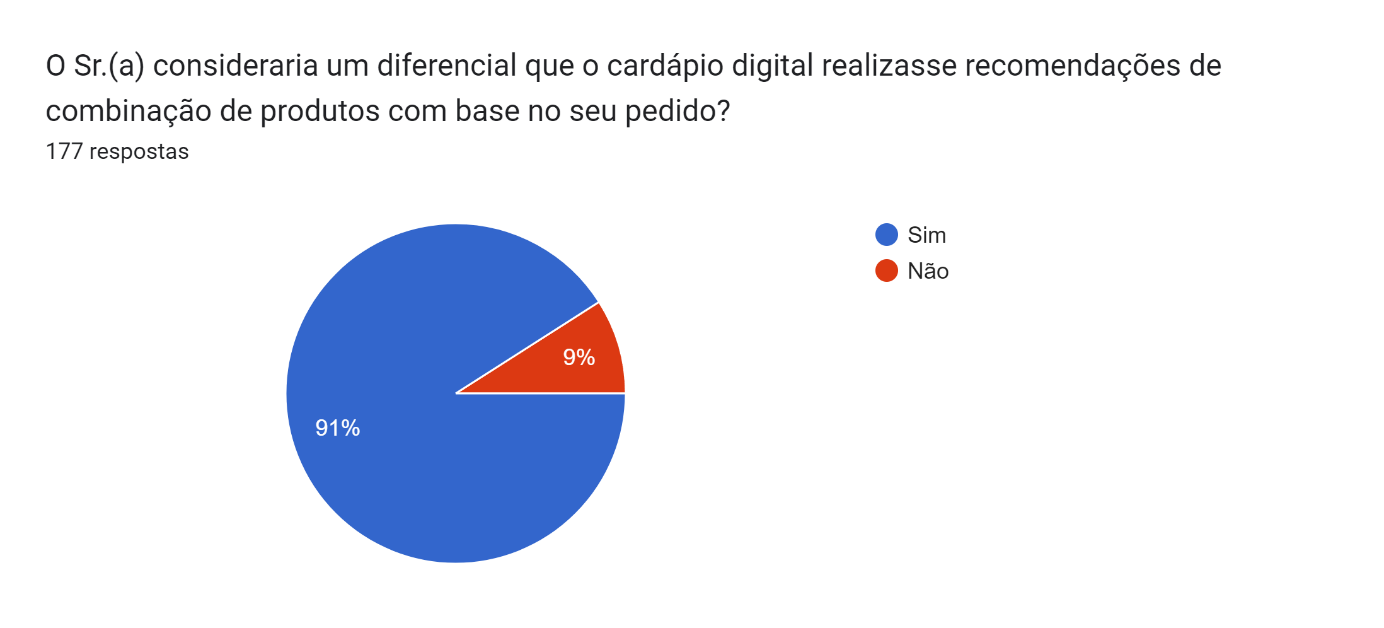 O Sr.(a) consideraria um diferencial que o cardápio digital realizasse recomendações de
combinação de produtos com base no seu pedido?
177 respostas
Sim
Não
9%
91%